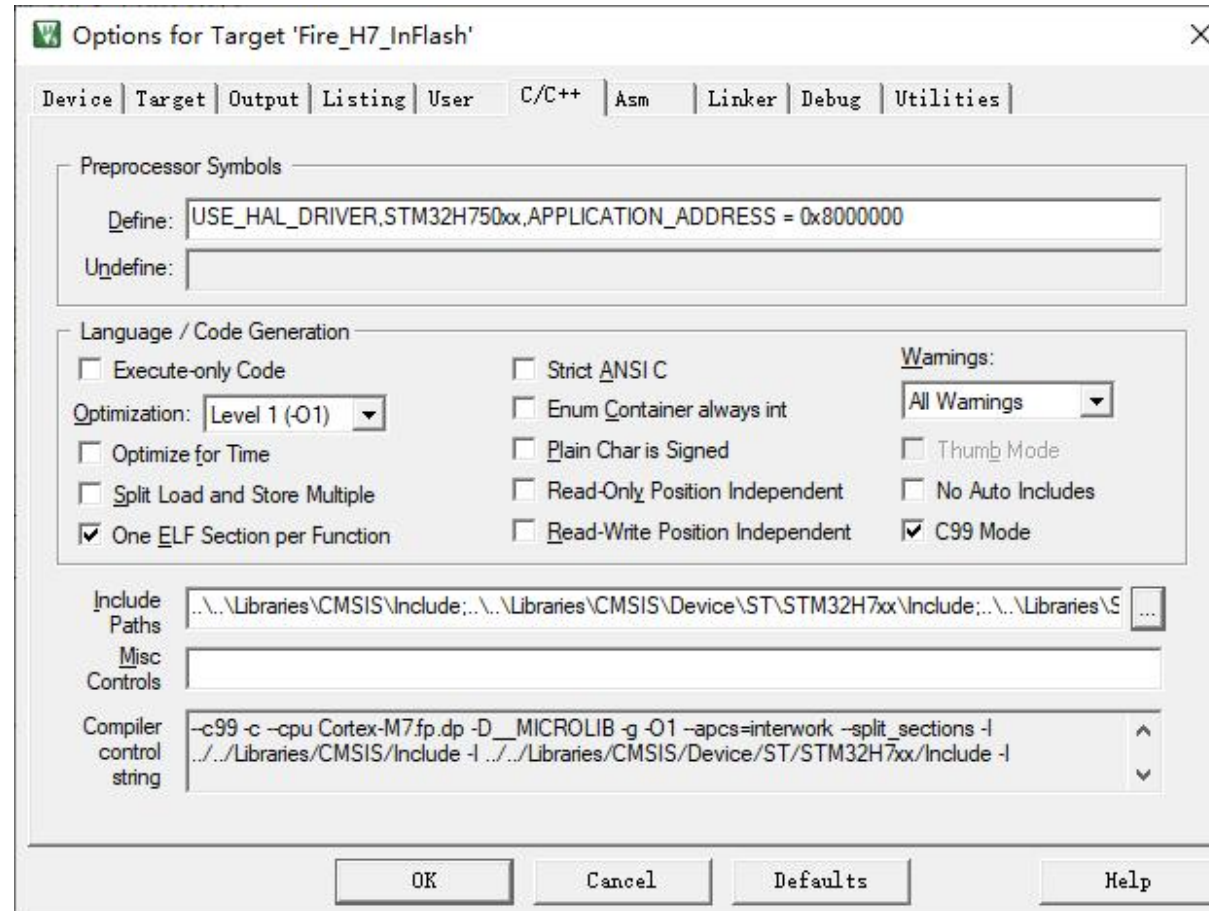 Options for Target 'Fire_H7_InFlash'
Device Target Output Listing User C/C++ Asm Linker Debug Utilities
Preprocessor Symbols
Define: USE_HAL_DRIVER,STM32H750xx,APPLICATION_ADDRESS = 0x8000000
Undefine:
Language / Code Generation
Execute-only Code Strict ANSI C Warnings:
Optimization: Level 1 (-O1) Enum Container always int All Warnings
Optimize for Time Plain Char is Signed Thumb Mode
Split Load and Store Multiple Read-Only Position Independent No Auto Includes
One ELF Section per Function Read-Write Position Independent C99 Mode
Include Paths ..\..\Libraries\CMSIS\Include;..\..\Libraries\CMSIS\Device\ST\STM32H7xx\Include;..\..\Libraries\S ...
Misc Controls
Compiler control string --c99 -c --cpu Cortex-M7.fp.dp -D__MICROLIB -g -O1 --apcs=interwork --split_sections -I
../../Libraries/CMSIS/Include -I ../../Libraries/CMSIS/Device/ST/STM32H7xx/Include -I
OK Cancel Defaults Help